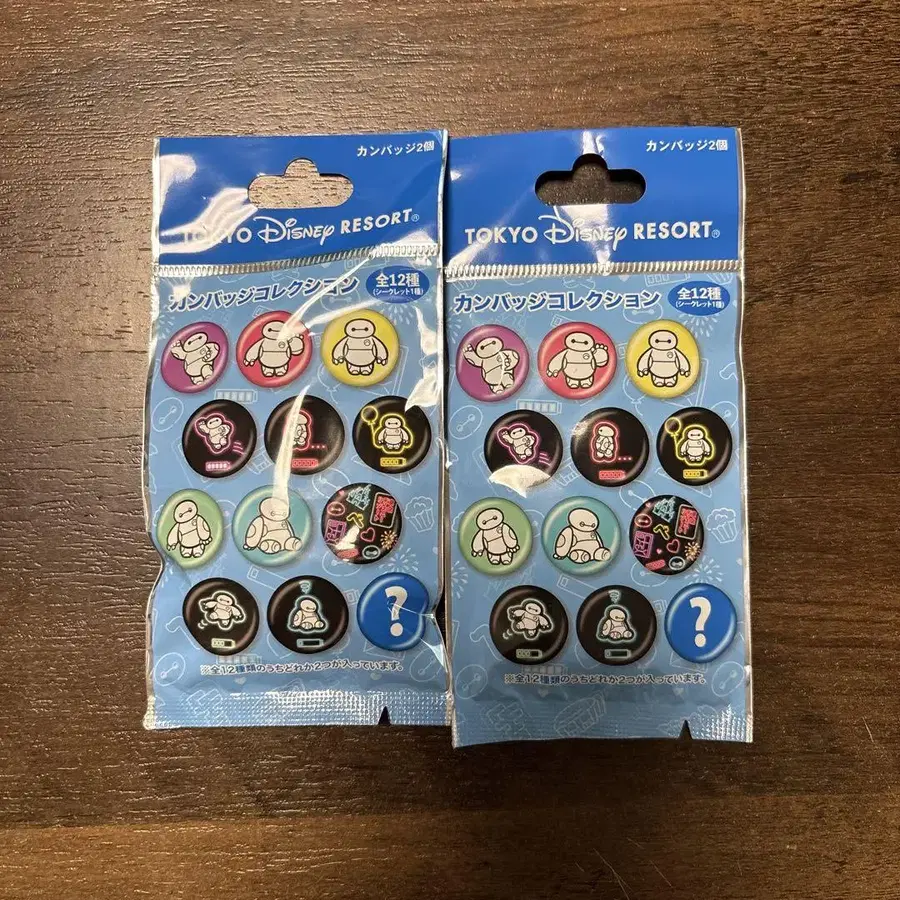 カンバッジ2個
TOKYO Disney RESORT®
カンバッジコレクション
全12種
(シークレット1種)
?
※全12種類のうちどれか2つが入っています。
カンバッジ2個
TOKYO Disney RESORT®
カンバッジコレクション
全12種
(シークレット1種)
?
※全12種類のうちどれか2つが入っています。